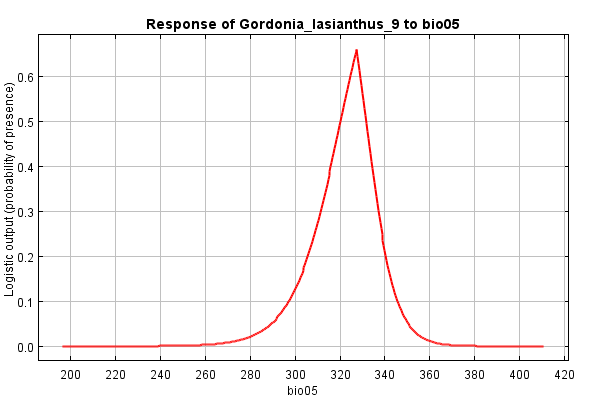 Response of Gordonia_lasianthus_9 to bio05
Logistic output (probability of presence)
0.6
0.5
0.4
0.3
0.2
0.1
0.0
200 220 240 260 280 300 320 340 360 380 400 420
bio05